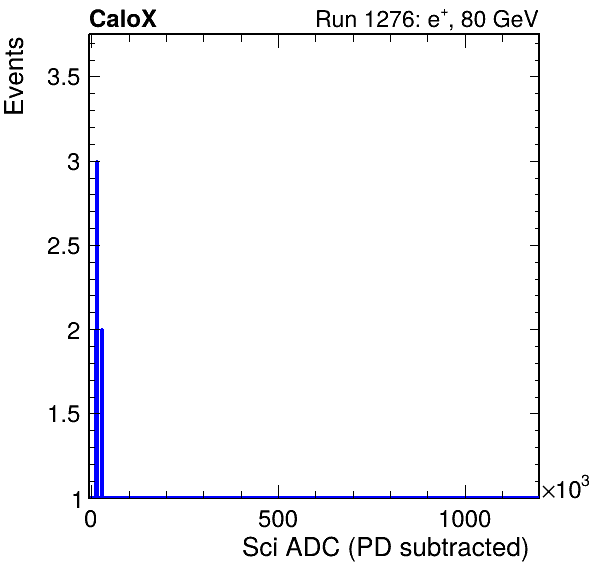 CaloX Run 1276: e⁺, 80 GeV
Events
3.5
3
2.5
2
1.5
1
×10³
0 500 1000
Sci ADC (PD subtracted)